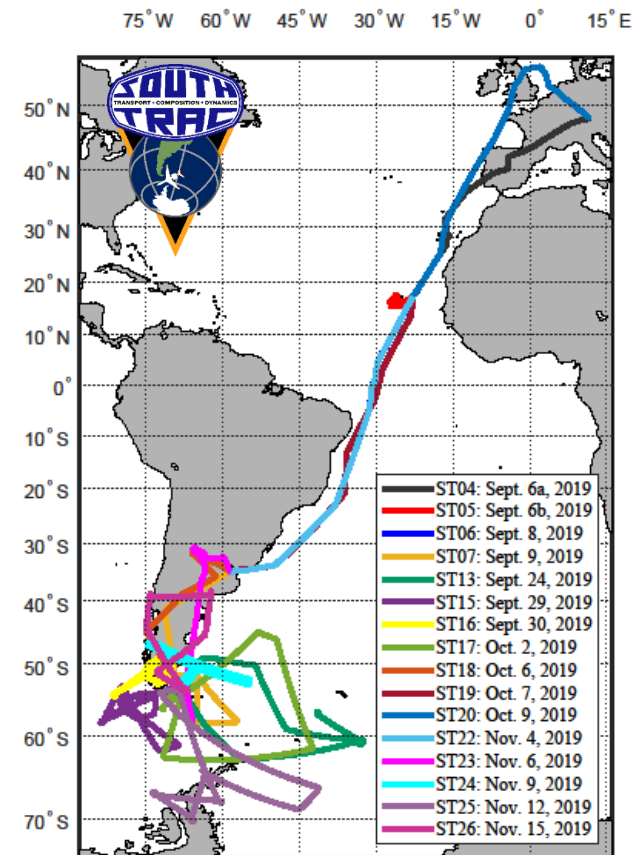 75°W 60°W 45°W 30°W 15°W 0° 15°E
SOUTH
TRANSPORT • COMPOSITION • DYNAMICS
TRAC
50°N
40°N
30°N
20°N
10°N
0°
10°S
20°S
30°S
40°S
50°S
60°S
70°S
ST04: Sept. 6a, 2019
ST05: Sept. 6b, 2019
ST06: Sept. 8, 2019
ST07: Sept. 9, 2019
ST13: Sept. 24, 2019
ST15: Sept. 29, 2019
ST16: Sept. 30, 2019
ST17: Oct. 2, 2019
ST18: Oct. 6, 2019
ST19: Oct. 7, 2019
ST20: Oct. 9, 2019
ST22: Nov. 4, 2019
ST23: Nov. 6, 2019
ST24: Nov. 9, 2019
ST25: Nov. 12, 2019
ST26: Nov. 15, 2019